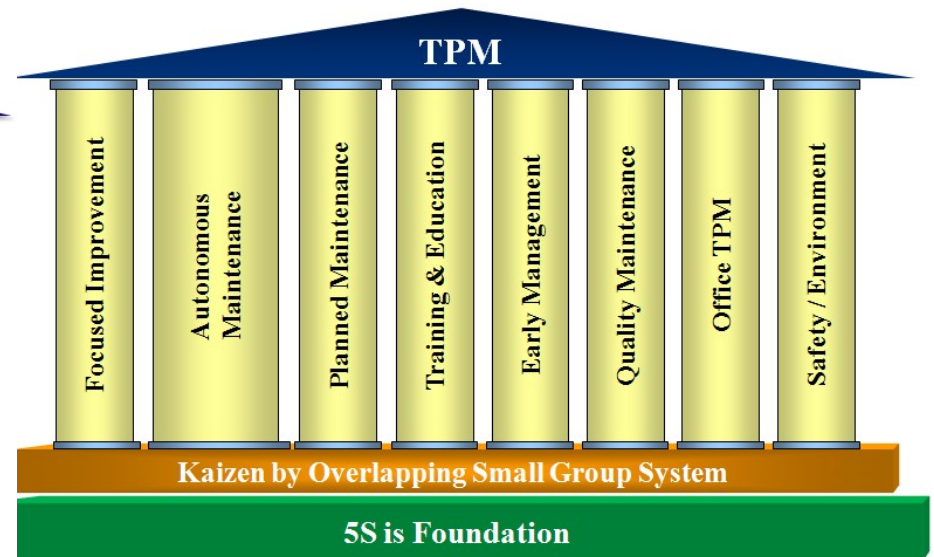 TPM
Focused Improvement
Autonomous
Maintenance
Planned Maintenance
Training & Education
Early Management
Quality Maintenance
Office TPM
Safety / Environment
Kaizen by Overlapping Small Group System
5S is Foundation